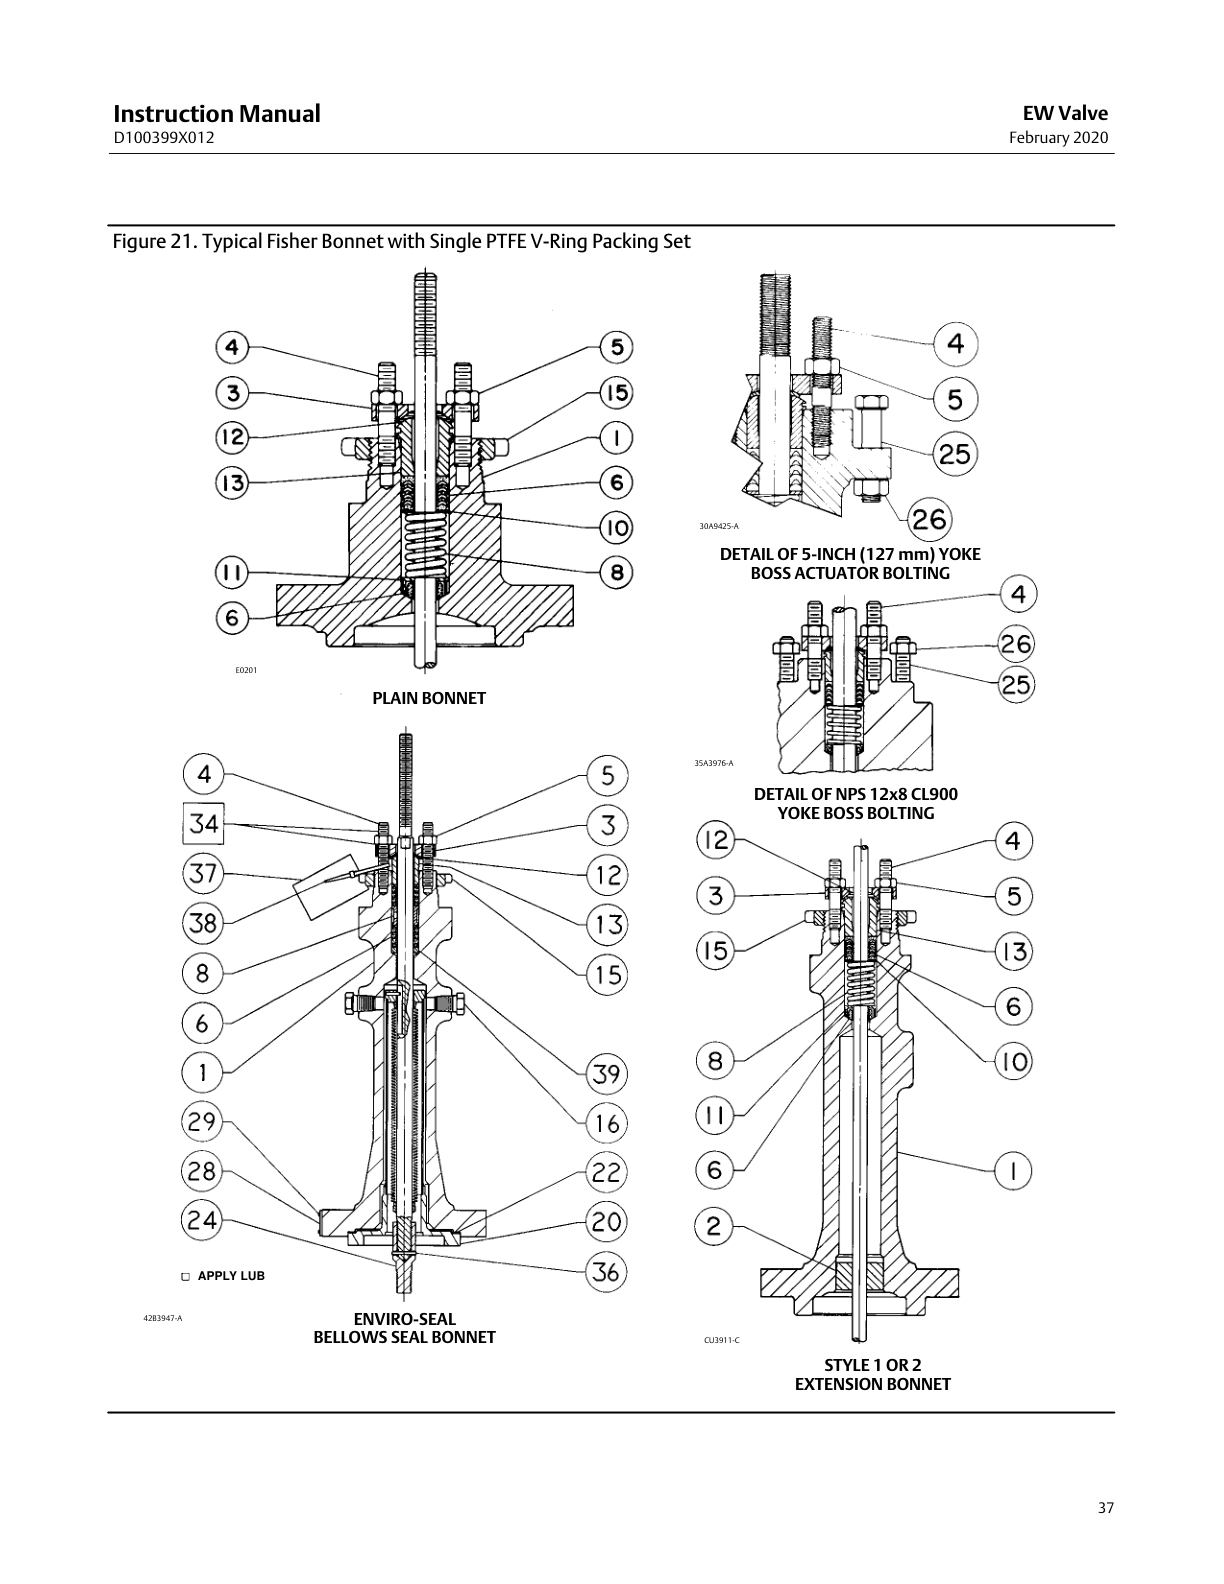 Instruction Manual
D100399X012
EW Valve
February 2020
Figure 21. Typical Fisher Bonnet with Single PTFE V-Ring Packing Set
4
3
12
13
11
6
5
15
1
6
10
8
E0201
PLAIN BONNET
4
5
25
26
30A9425-A
DETAIL OF 5-INCH (127 mm) YOKE
BOSS ACTUATOR BOLTING
4
26
25
35A3976-A
DETAIL OF NPS 12x8 CL900
YOKE BOSS BOLTING
4
34
37
38
8
6
1
29
28
24
5
3
12
13
15
39
16
22
20
36
APPLY LUB
42B3947-A
ENVIRO-SEAL
BELLOWS SEAL BONNET
12
3
15
8
11
6
2
4
5
13
6
10
1
CU3911-C
STYLE 1 OR 2
EXTENSION BONNET
37